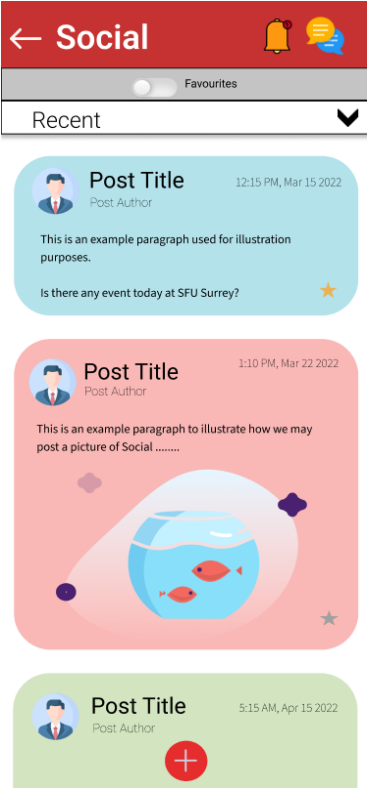 Social
Favourites
Recent
Post Title
12:15 PM, Mar 15 2022
Post Author
This is an example paragraph used for illustration
purposes.
Is there any event today at SFU Surrey?
Post Title
1:10 PM, Mar 22 2022
Post Author
This is an example paragraph to illustrate how we may
post a picture of Social ........
Post Title
5:15 AM, Apr 15 2022
Post Author